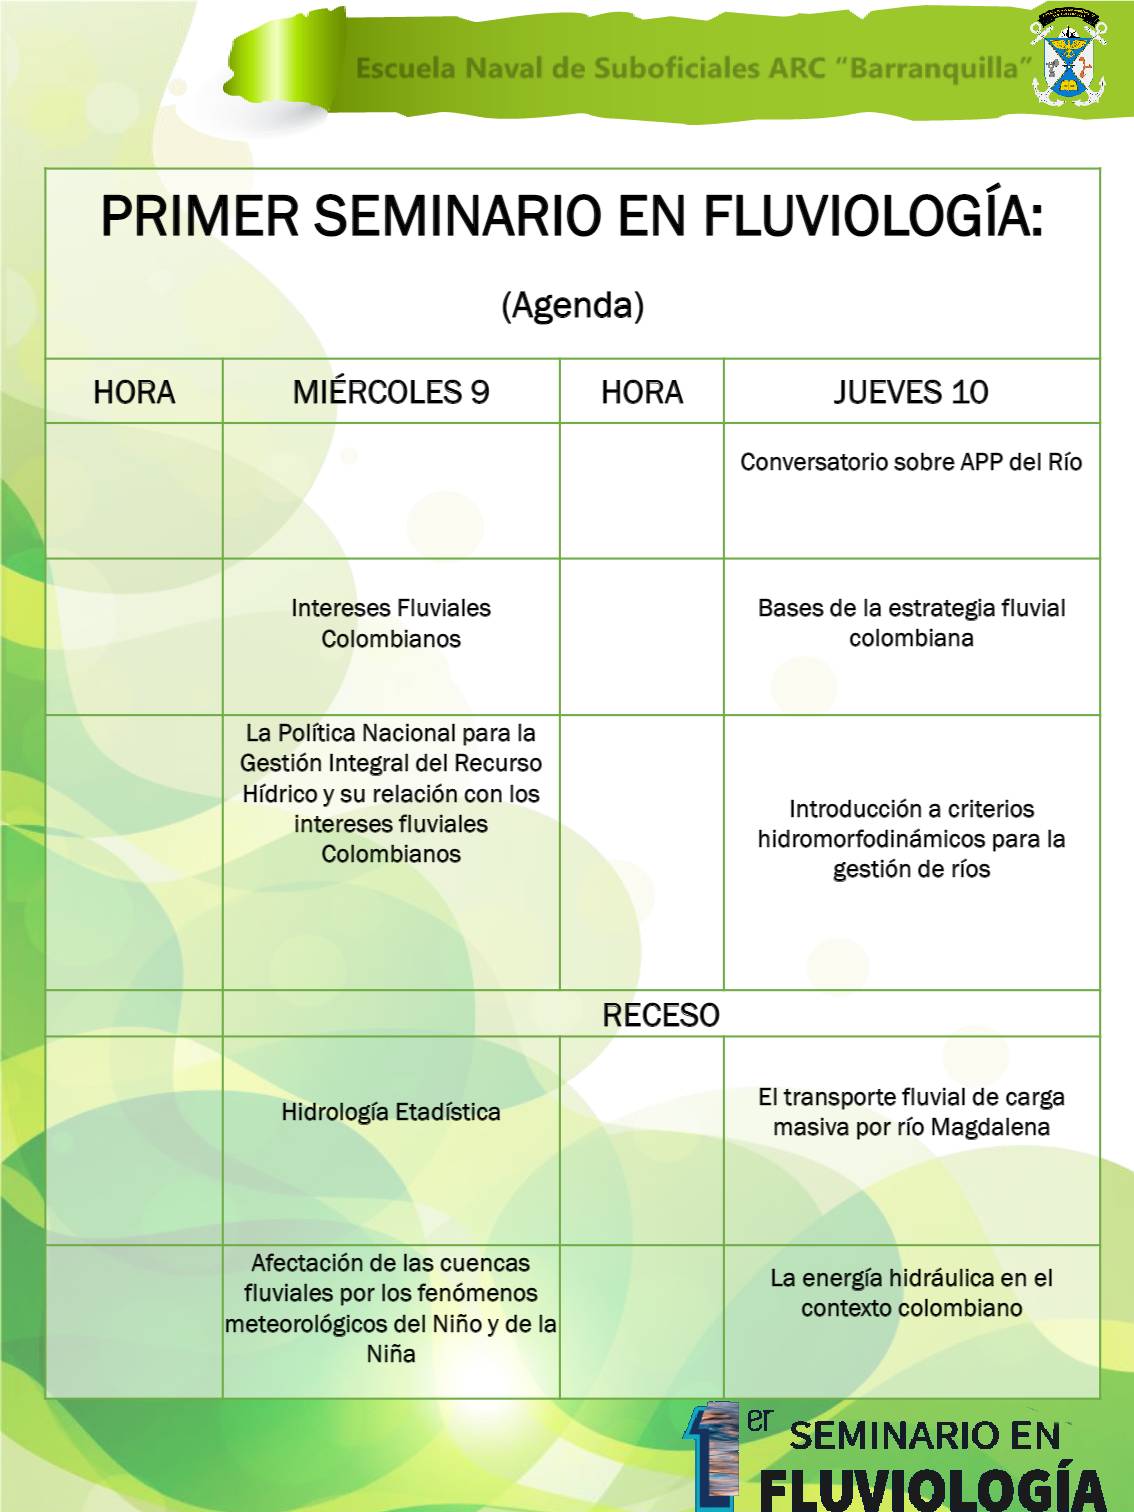 Escuela Naval de Suboficiales ARC “Barranquilla”
PRIMER SEMINARIO EN FLUVIOLOGÍA:
(Agenda)
HORA
MIÉRCOLES 9
HORA
JUEVES 10
Conversatorio sobre APP del Río
Intereses Fluviales
Colombianos
Bases de la estrategia fluvial
colombiana
La Política Nacional para la
Gestión Integral del Recurso
Hídrico y su relación con los
intereses fluviales
Colombianos
Introducción a criterios
hidromorfodinámicos para la
gestión de ríos
RECESO
Hidrología Etadística
El transporte fluvial de carga
masiva por río Magdalena
Afectación de las cuencas
fluviales por los fenómenos
meteorológicos del Niño y de la
Niña
La energía hidráulica en el
contexto colombiano
1er
SEMINARIO EN
FLUVIOLOGÍA